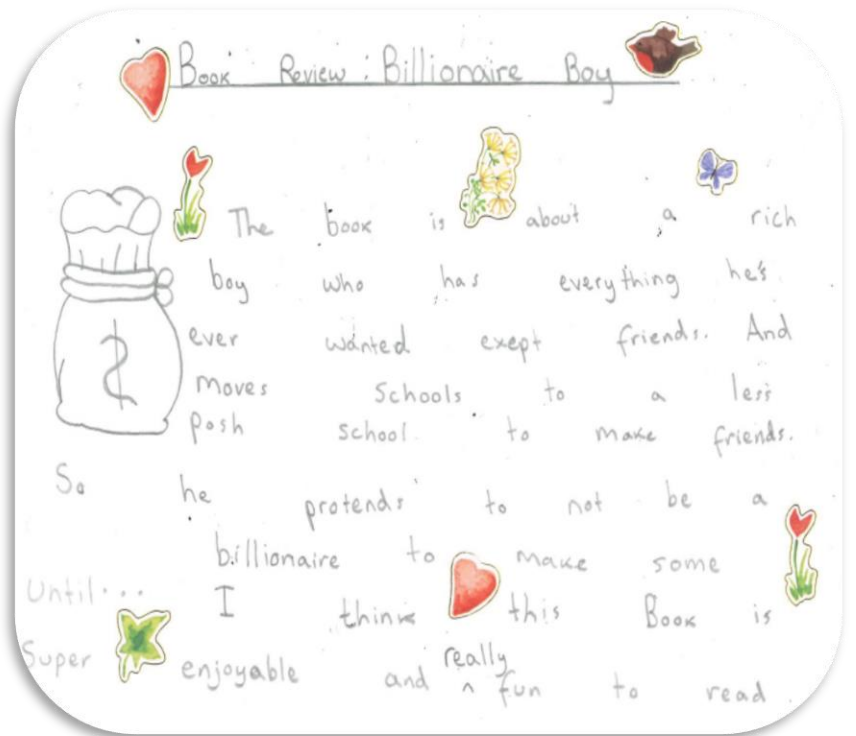 Book Review : Billionaire Boy
The book is about a rich
boy who has everything he's
ever wanted exept friends. And
moves Schools to a less
posh school to make friends.
So he protends to not be a
billionaire to make some
Until... I think this Book is
Super enjoyable and really fun to read
$